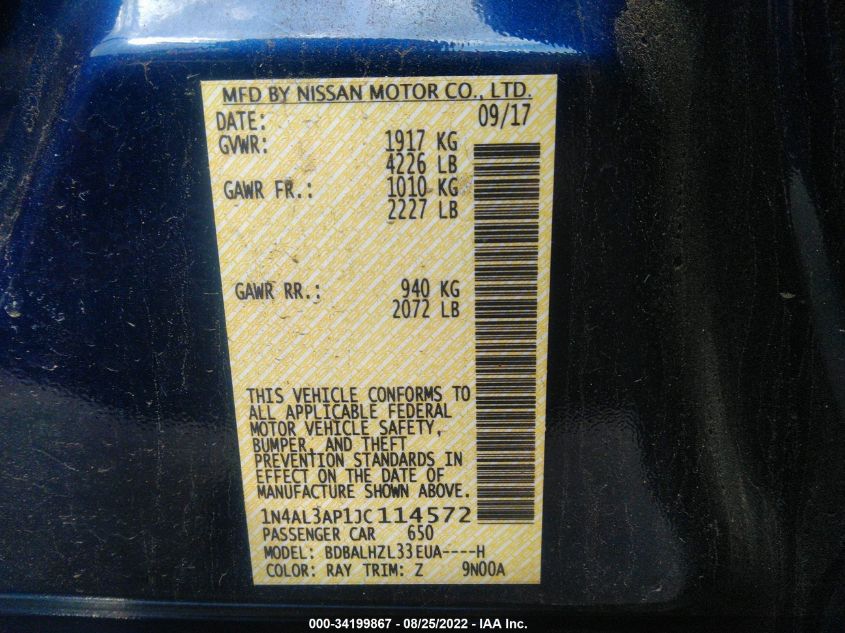 MFD BY NISSAN MOTOR CO., LTD.
DATE: 09/17
GVWR: 1917 KG
4226 LB
GAWR FR.: 1010 KG
2227 LB
GAWR RR.: 940 KG
2072 LB
THIS VEHICLE CONFORMS TO
ALL APPLICABLE FEDERAL
MOTOR VEHICLE SAFETY,
BUMPER, AND THEFT
PREVENTION STANDARDS IN
EFFECT ON THE DATE OF
MANUFACTURE SHOWN ABOVE.
1N4AL3AP1JC114572
PASSENGER CAR 650
MODEL: BDBALHZL33EUA----H
COLOR: RAY TRIM: Z 9N00A
000-34199867 - 08/25/2022 - IAA Inc.